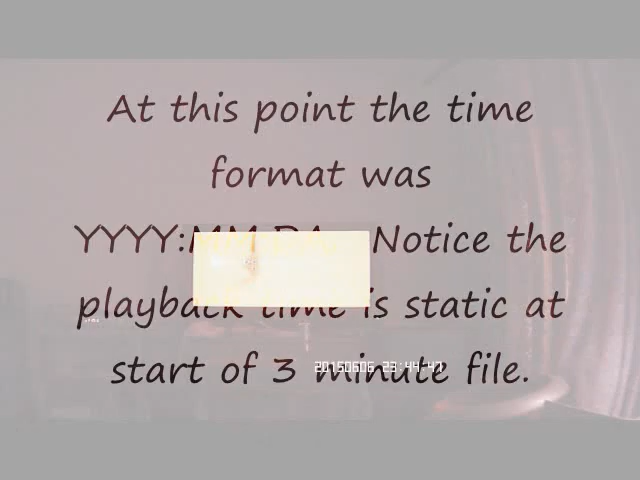 At this point the time
format was
YYYY:MM Notice the
playback time is static at
start of 3 minute file.
20150606 23:44:47